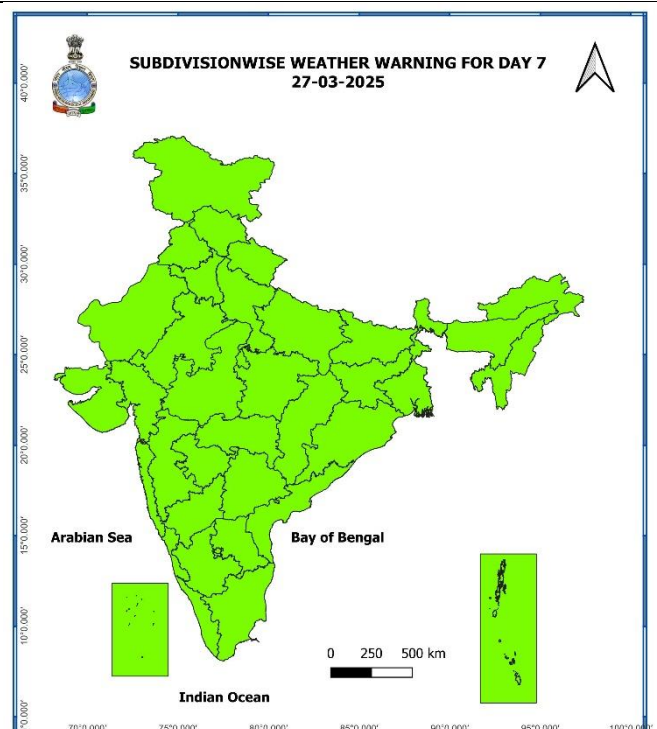 SUBDIVISIONWISE WEATHER WARNING FOR DAY 7
27-03-2025
40°0.000'
35°0.000'
30°0.000'
25°0.000'
20°0.000'
15°0.000'
10°0.000'
Arabian Sea
Bay of Bengal
0 250 500 km
Indian Ocean
70°0.000' 75°0.000' 80°0.000' 85°0.000' 90°0.000' 95°0.000'